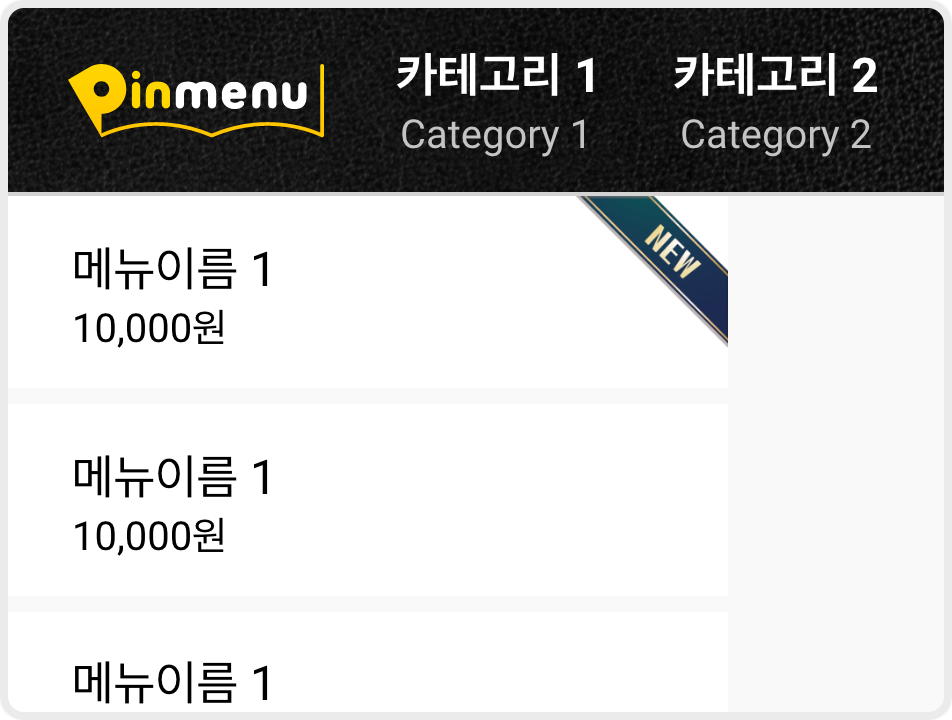 Pinmenu
카테고리 1
Category 1
카테고리 2
Category 2
NEW
메뉴이름 1
10,000원
메뉴이름 1
10,000원
메뉴이름 1